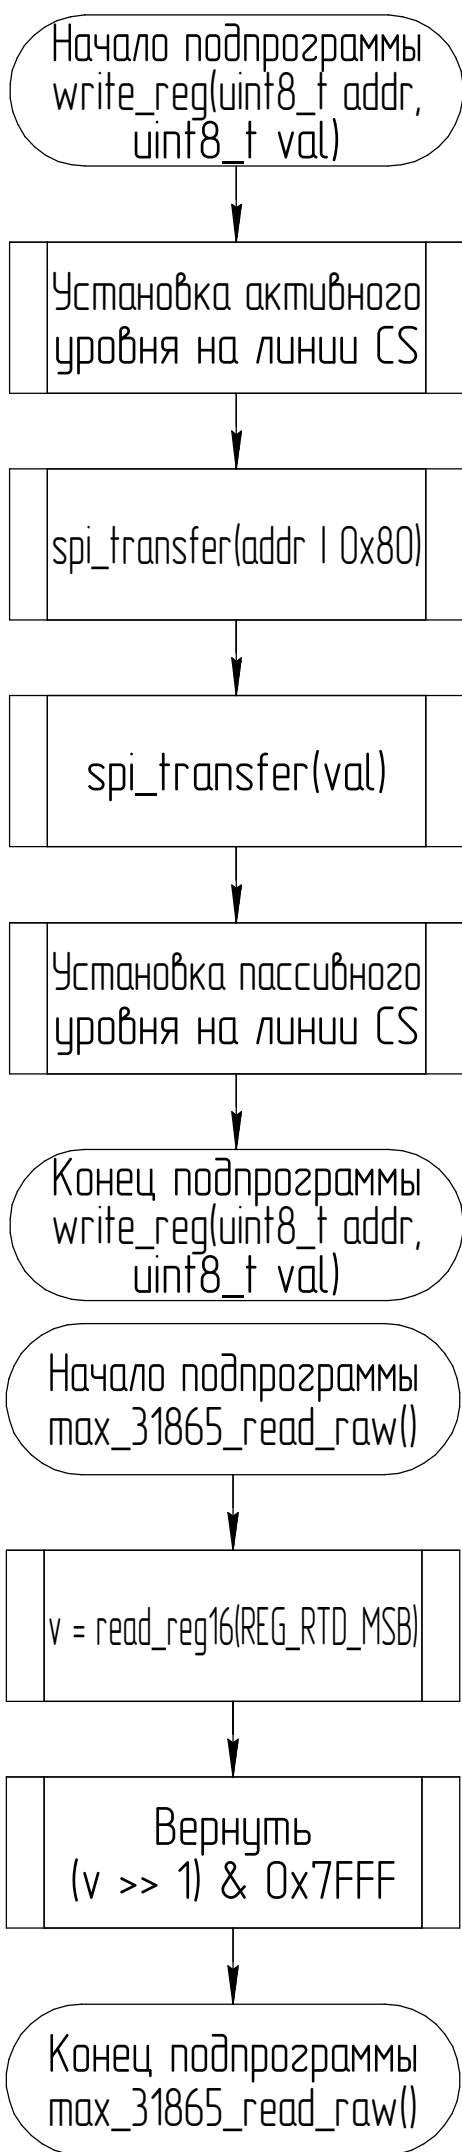 Начало подпрограммы
write_reg(uint8_t addr,
uint8_t val)
Установка активного
уровня на линии CS
spi_transfer(addr | 0x80)
spi_transfer(val)
Установка пассивного
уровня на линии CS
Конец подпрограммы
write_reg(uint8_t addr,
uint8_t val)
Начало подпрограммы
max_31865_read_raw()
v = read_reg16(REG_RTD_MSB)
Вернуть
(v >> 1) & 0x7FFF
Конец подпрограммы
max_31865_read_raw()